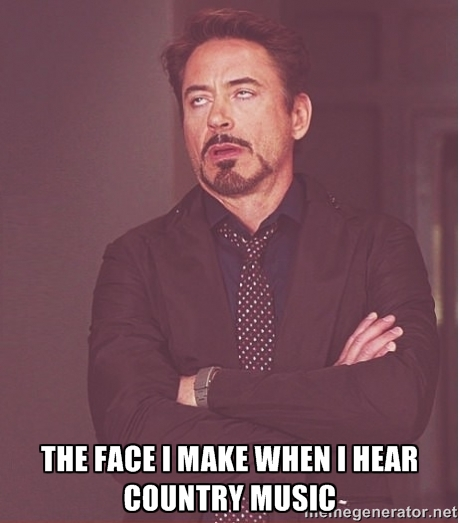 THE FACE I MAKE WHEN I HEAR
COUNTRY MUSIC
memegenerator.net